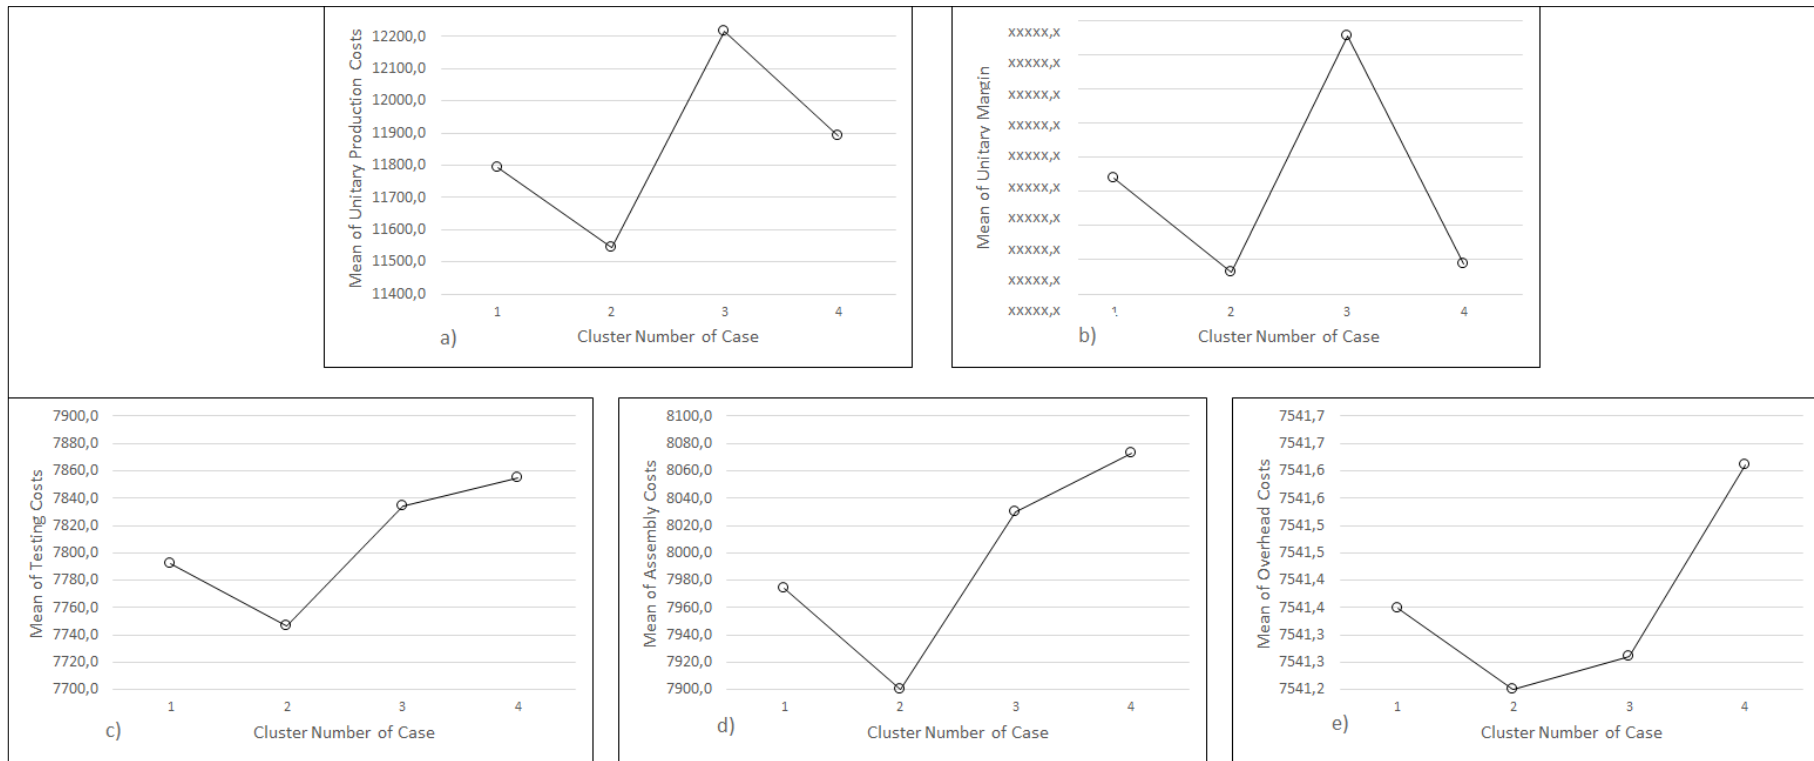 Mean of Unitary Production Costs
12200,0
12100,0
12000,0
11900,0
11800,0
11700,0
11600,0
11500,0
11400,0
1 2 3 4
a) Cluster Number of Case
Mean of Unitary Margin
xxxxx,x
xxxxx,x
xxxxx,x
xxxxx,x
xxxxx,x
xxxxx,x
xxxxx,x
xxxxx,x
xxxxx,x
xxxxx,x
1 2 3 4
b) Cluster Number of Case
Mean of Testing Costs
7900,0
7880,0
7860,0
7840,0
7820,0
7800,0
7780,0
7760,0
7740,0
7720,0
7700,0
1 2 3 4
c) Cluster Number of Case
Mean of Assembly Costs
8100,0
8080,0
8060,0
8040,0
8020,0
8000,0
7980,0
7960,0
7940,0
7920,0
7900,0
1 2 3 4
d) Cluster Number of Case
Mean of Overhead Costs
7541,7
7541,7
7541,6
7541,6
7541,5
7541,5
7541,4
7541,4
7541,3
7541,3
7541,2
1 2 3 4
e) Cluster Number of Case